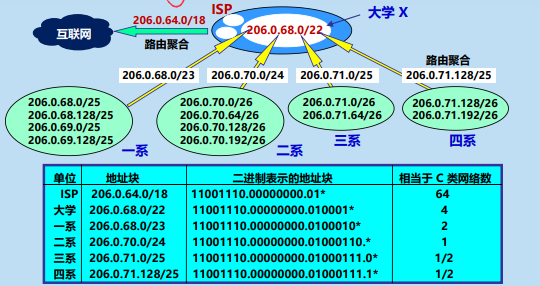 ISP
206.0.64.0/18
大学 X
互联网
206.0.68.0/22
路由聚合
路由聚合
206.0.68.0/23
206.0.70.0/24
206.0.71.0/25
206.0.71.128/25
206.0.68.0/25
206.0.68.128/25
206.0.69.0/25
206.0.69.128/25
一系
206.0.70.0/26
206.0.70.64/26
206.0.70.128/26
206.0.70.192/26
二系
206.0.71.0/26
206.0.71.64/26
三系
206.0.71.128/26
206.0.71.192/26
四系
单位 地址块 二进制表示的地址块 相当于 C 类网络数
ISP 206.0.64.0/18 11001110.00000000.01* 64
大学 206.0.68.0/22 11001110.00000000.010001* 4
一系 206.0.68.0/23 11001110.00000000.0100010* 2
二系 206.0.70.0/24 11001110.00000000.01000110.* 1
三系 206.0.71.0/25 11001110.00000000.01000111.0* 1/2
四系 206.0.71.128/25 11001110.00000000.01000111.1* 1/2